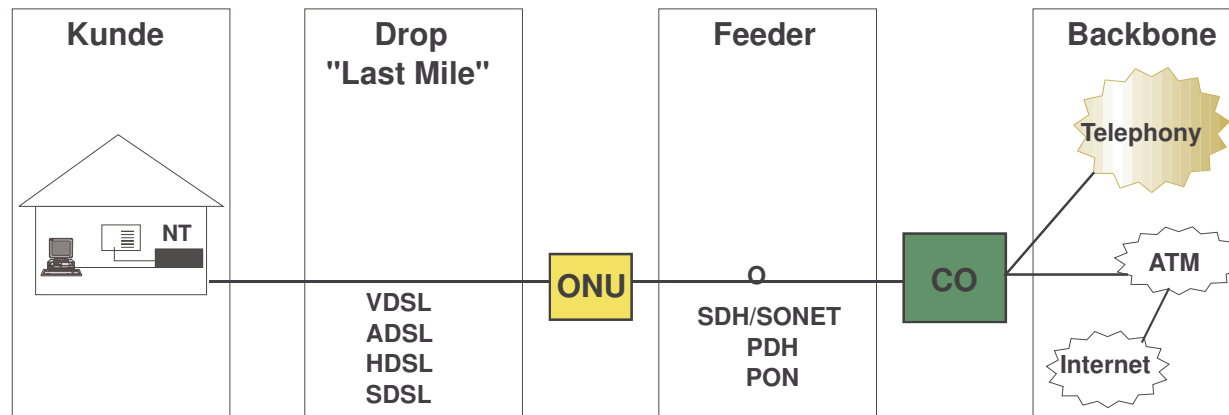 Kunde
NT
Drop
"Last Mile"
VDSL
ADSL
HDSL
SDSL
ONU
Feeder
O
SDH/SONET
PDH
PON
CO
Backbone
Telephony
ATM
Internet